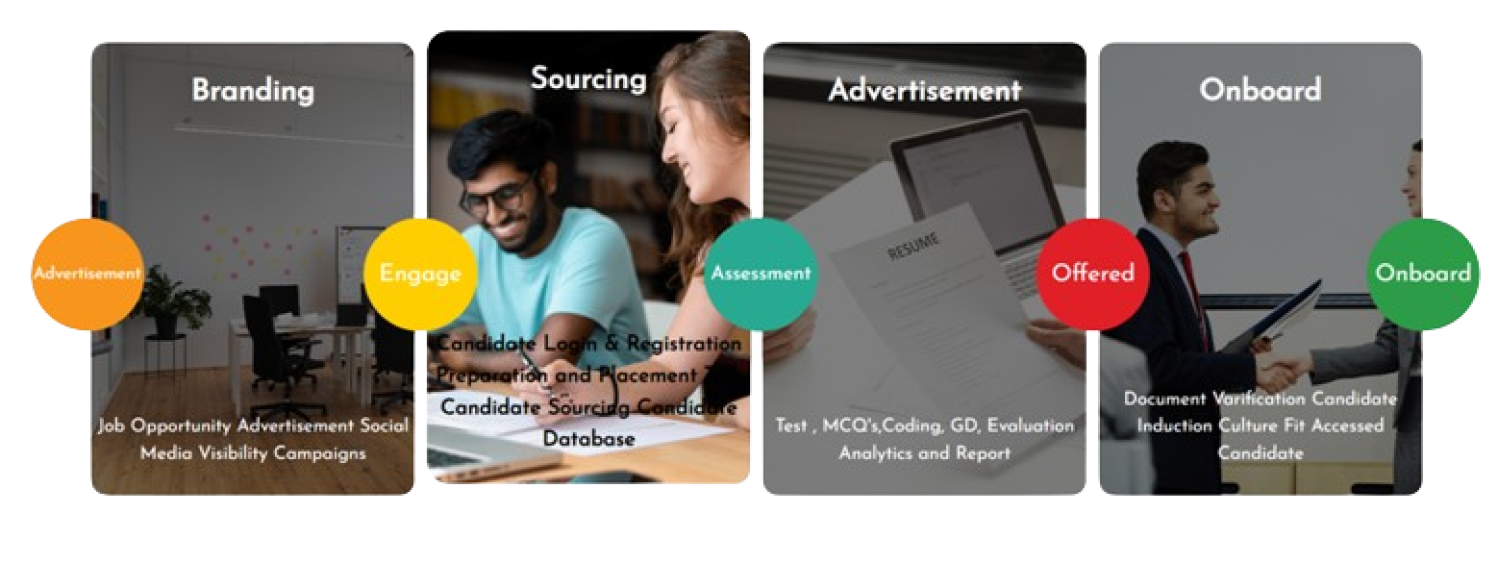 Branding
Job Opportunity Advertisement Social
Media Visibility Campaigns
Sourcing
Candidate Login & Registration
Preparation and Placement
Candidate Sourcing Candidate
Database
Advertisement
RESUME
Test , MCQ's,Coding, GD, Evaluation
Analytics and Report
Onboard
Document Varification Candidate
Induction Culture Fit Accessed
Candidate
Advertisement
Engage
Assessment
Offered
Onboard